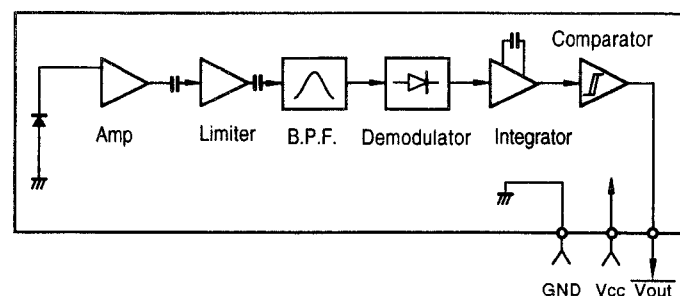 Comparator
Amp
Limiter
B.P.F.
Demodulator
Integrator
GND
Vcc
Vout